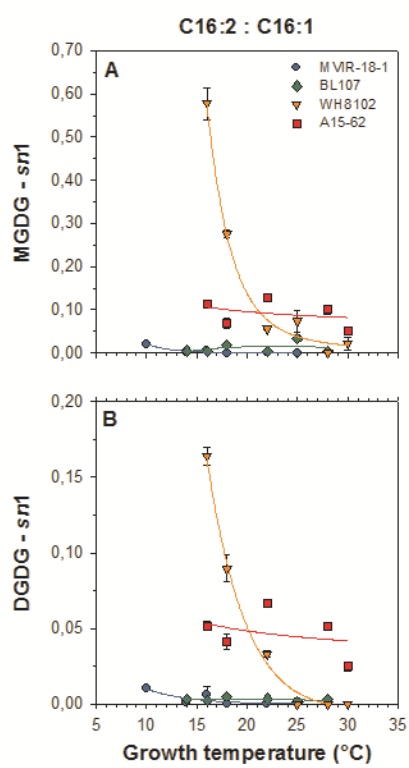 C16:2 : C16:1
A
MVIR-18-1
BL107
WH8102
A15-62
MGDG - sn1
0,70
0,60
0,50
0,40
0,30
0,20
0,10
0,00
B
DGDG - sn1
0,20
0,15
0,10
0,05
0,00
5 10 15 20 25 30 35
Growth temperature (°C)